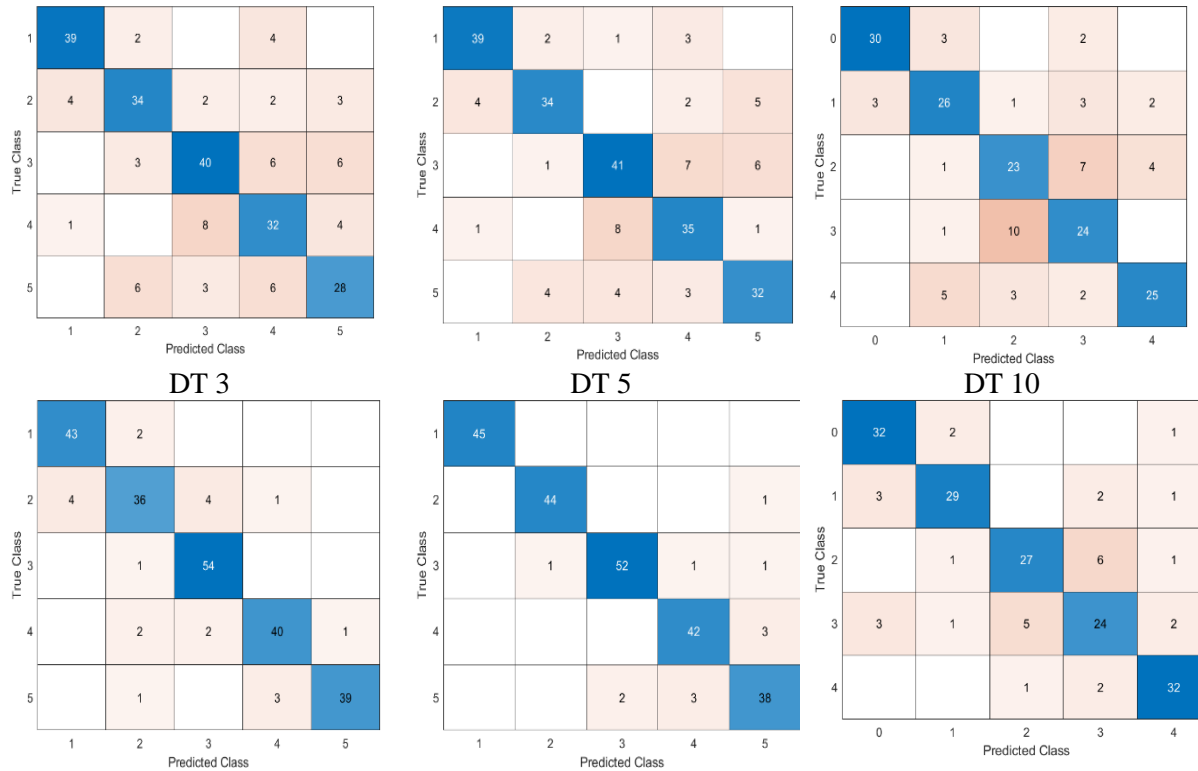 True Class
1 39 2 4
2 4 34 2 2 3
3 3 40 6 6
4 1 8 32 4
5 6 3 6 28
1 2 3 4 5
Predicted Class
DT 3
True Class
1 39 2 1 3
2 4 34 2 5
3 1 41 7 6
4 1 8 35 1
5 4 4 3 32
1 2 3 4 5
Predicted Class
DT 5
True Class
0 30 3 2
1 3 26 1 3 2
2 1 23 7 4
3 1 10 24
4 5 3 2 25
0 1 2 3 4
Predicted Class
DT 10
True Class
1 43 2
2 4 36 4 1
3 1 54
4 2 2 40 1
5 1 3 39
1 2 3 4 5
Predicted Class
True Class
1 45
2 44 1
3 1 52 1 1
4 42 3
5 2 3 38
1 2 3 4 5
Predicted Class
True Class
0 32 2 1
1 3 29 2 1
2 1 27 6 1
3 3 1 5 24 2
4 1 2 32
0 1 2 3 4
Predicted Class